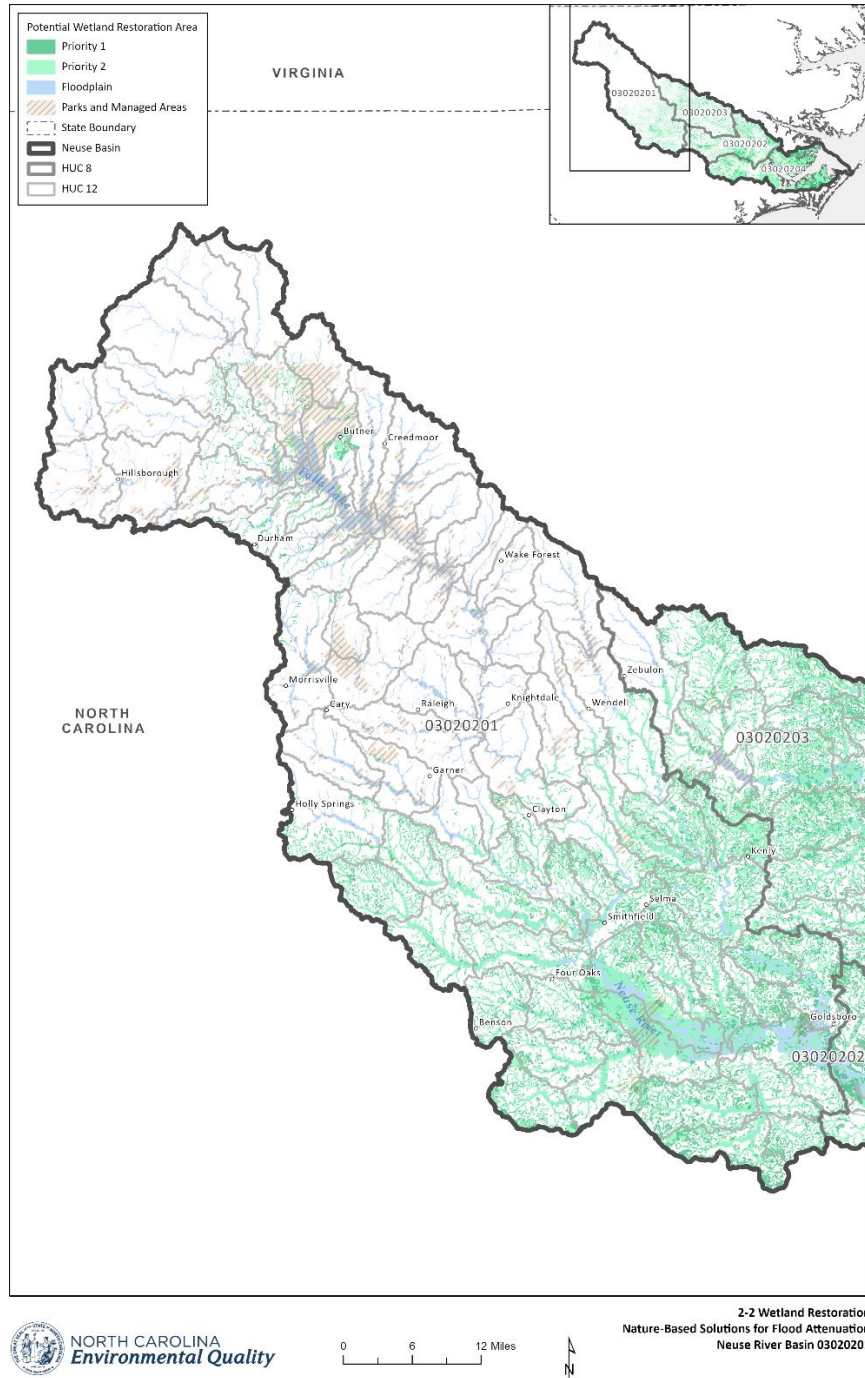 Potential Wetland Restoration Area
Priority 1
Priority 2
Floodplain
Parks and Managed Areas
State Boundary
Neuse Basin
HUC 8
HUC 12
VIRGINIA
03020201
03020203
03020202
03020204
Butner
Creedmoor
Hillsborough
Falls Lake
Durham
Wake Forest
Zebulon
Morrisville
Cary
Raleigh
Knightdale
Wendell
NORTH
CAROLINA
03020201
03020203
Garner
Holly Springs
Clayton
Kenly
Selma
Smithfield
Four Oaks
Neuse River
Benson
Goldsboro
03020202
NORTH CAROLINA
Environmental Quality
0 6 12 Miles
N
2-2 Wetland Restoration
Nature-Based Solutions for Flood Attenuation
Neuse River Basin 0302020